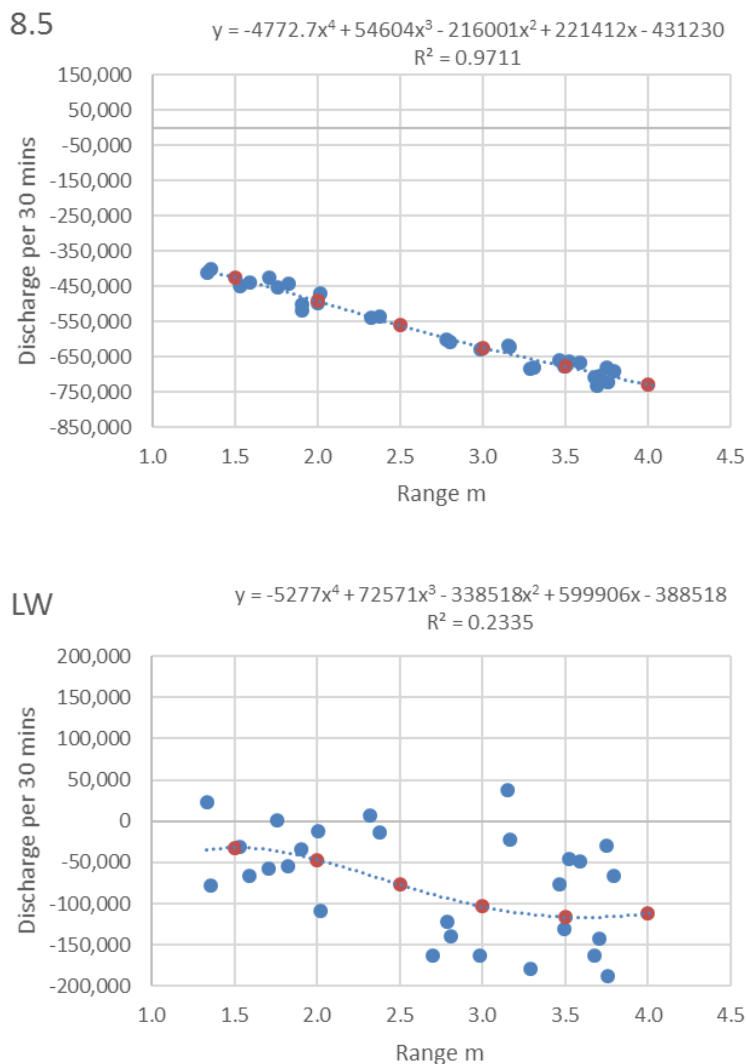 8.5
y = -4772.7x⁴ + 54604x³ - 216001x² + 221412x - 431230
R² = 0.9711
150,000
50,000
-50,000
-150,000
-250,000
-350,000
-450,000
-550,000
-650,000
-750,000
-850,000
Discharge per 30 mins
1.0 1.5 2.0 2.5 3.0 3.5 4.0 4.5
Range m
LW
y = -5277x⁴ + 72571x³ - 338518x² + 599906x - 388518
R² = 0.2335
200,000
150,000
100,000
50,000
0
-50,000
-100,000
-150,000
-200,000
Discharge per 30 mins
1.0 1.5 2.0 2.5 3.0 3.5 4.0 4.5
Range m